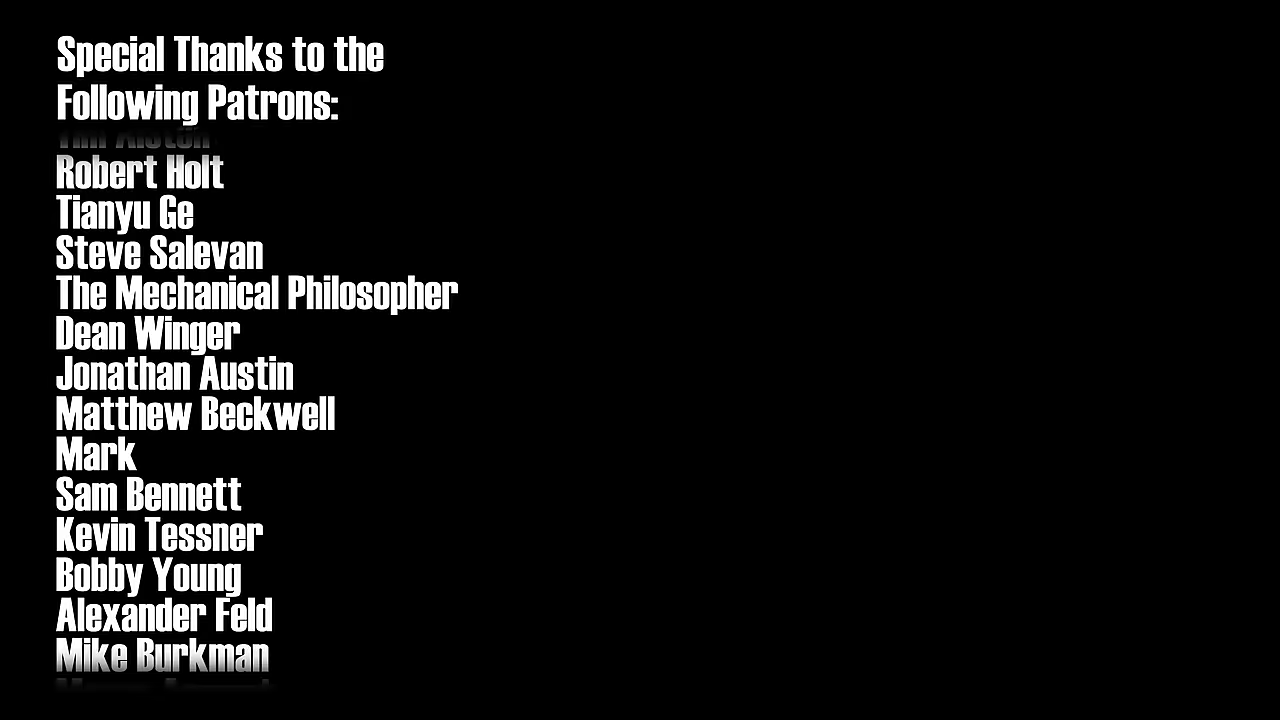 Special Thanks to the
Following Patrons:
Robert Holt
Tianyu Ge
Steve Salevan
The Mechanical Philosopher
Dean Winger
Jonathan Austin
Matthew Beckwell
Mark
Sam Bennett
Kevin Tessner
Bobby Young
Alexander Feld
Mike Burkman